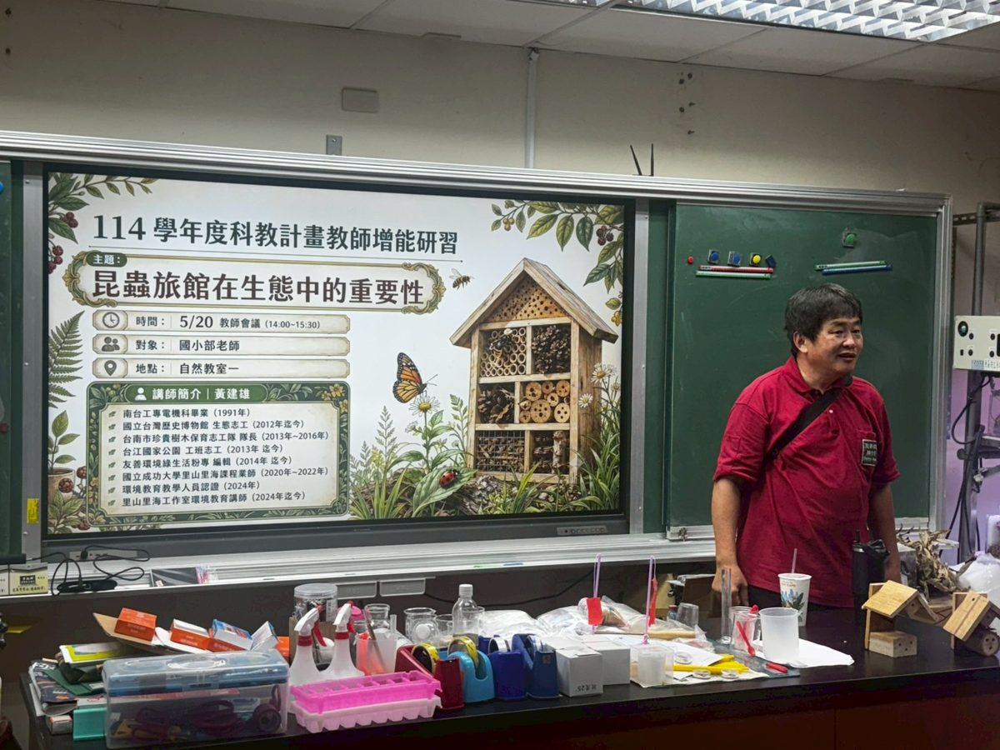 114 學年度科教計畫教師增能研習
主題：
昆蟲旅館在生態中的重要性
時間： 5/20 教師會議（14:00~15:30）
對象： 國小部老師
地點： 自然教室一
講師簡介｜黃建雄
南台工專電機科畢業（1991年）
國立台灣歷史博物館 生態志工（2012年迄今）
台南市珍貴樹木保育志工隊 隊長（2013年~2016年）
台江國家公園 工班志工（2013年 迄今）
友善環境綠生活粉專 編輯（2014年 迄今）
國立成功大學里山里海課程業師（2020年~2022年）
環境教育教學人員認證（2024年）
里山里海工作室環境教育講師（2024年迄今）